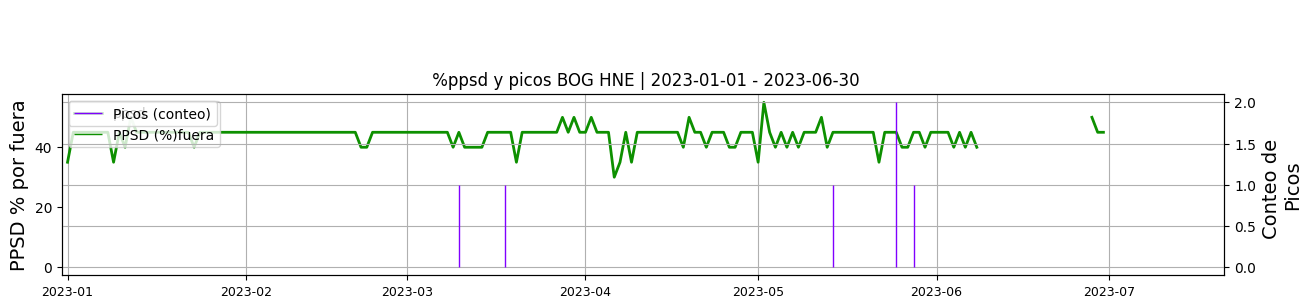 %ppsd y picos BOG HNE | 2023-01-01 - 2023-06-30
PPSD % por fuera
40
20
0
Picos (conteo)
PPSD (%)fuera
2.0
1.5
1.0
0.5
0.0
Conteo de
Picos
2023-01
2023-02
2023-03
2023-04
2023-05
2023-06
2023-07